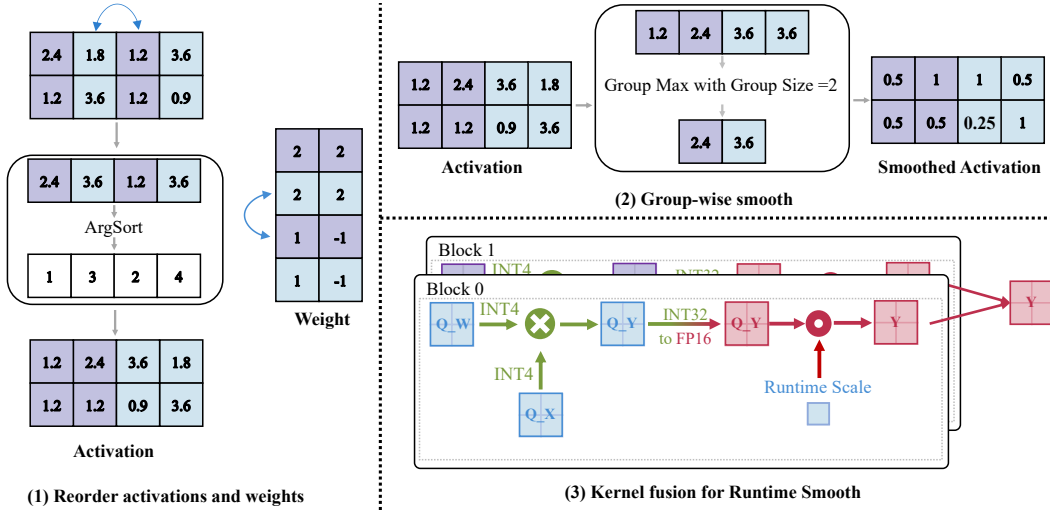 2.4 1.8 1.2 3.6
1.2 3.6 1.2 0.9
2.4 3.6 1.2 3.6
ArgSort
1 3 2 4
1.2 2.4 3.6 1.8
1.2 1.2 0.9 3.6
Activation
2 2
2 2
1 -1
1 -1
Weight
(1) Reorder activations and weights
1.2 2.4 3.6 1.8
1.2 1.2 0.9 3.6
Activation
1.2 2.4 3.6 3.6
Group Max with Group Size =2
2.4 3.6
0.5 1 1 0.5
0.5 0.5 0.25 1
Smoothed Activation
(2) Group-wise smooth
Block 1
INT4 INT32
Block 0
Q_W INT4 Q_Y INT32 Q_Y Y Y
to FP16
INT4
Runtime Scale
Q_X
(3) Kernel fusion for Runtime Smooth